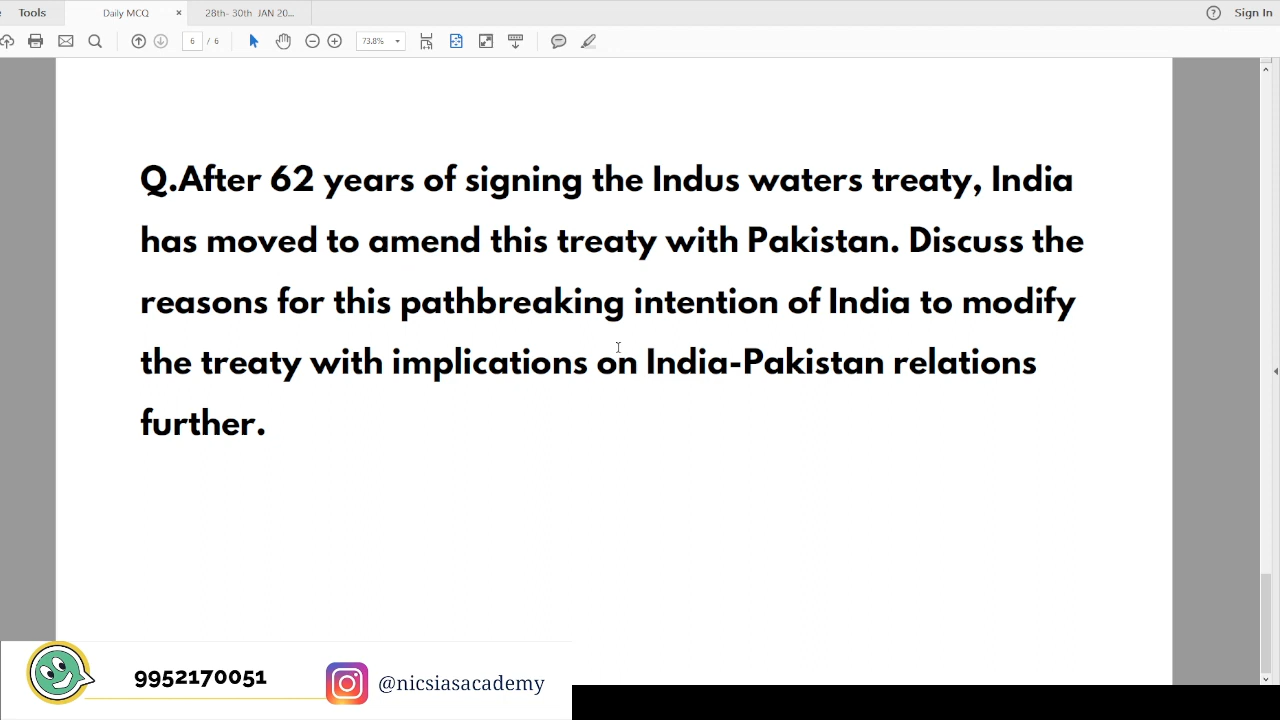 Tools
Daily MCQ
28th- 30th JAN 20...
Sign In
6 / 6
73.8%
Q.After 62 years of signing the Indus waters treaty, India
has moved to amend this treaty with Pakistan. Discuss the
reasons for this pathbreaking intention of India to modify
the treaty with implications on India-Pakistan relations
further.
9952170051
@nicsiasacademy